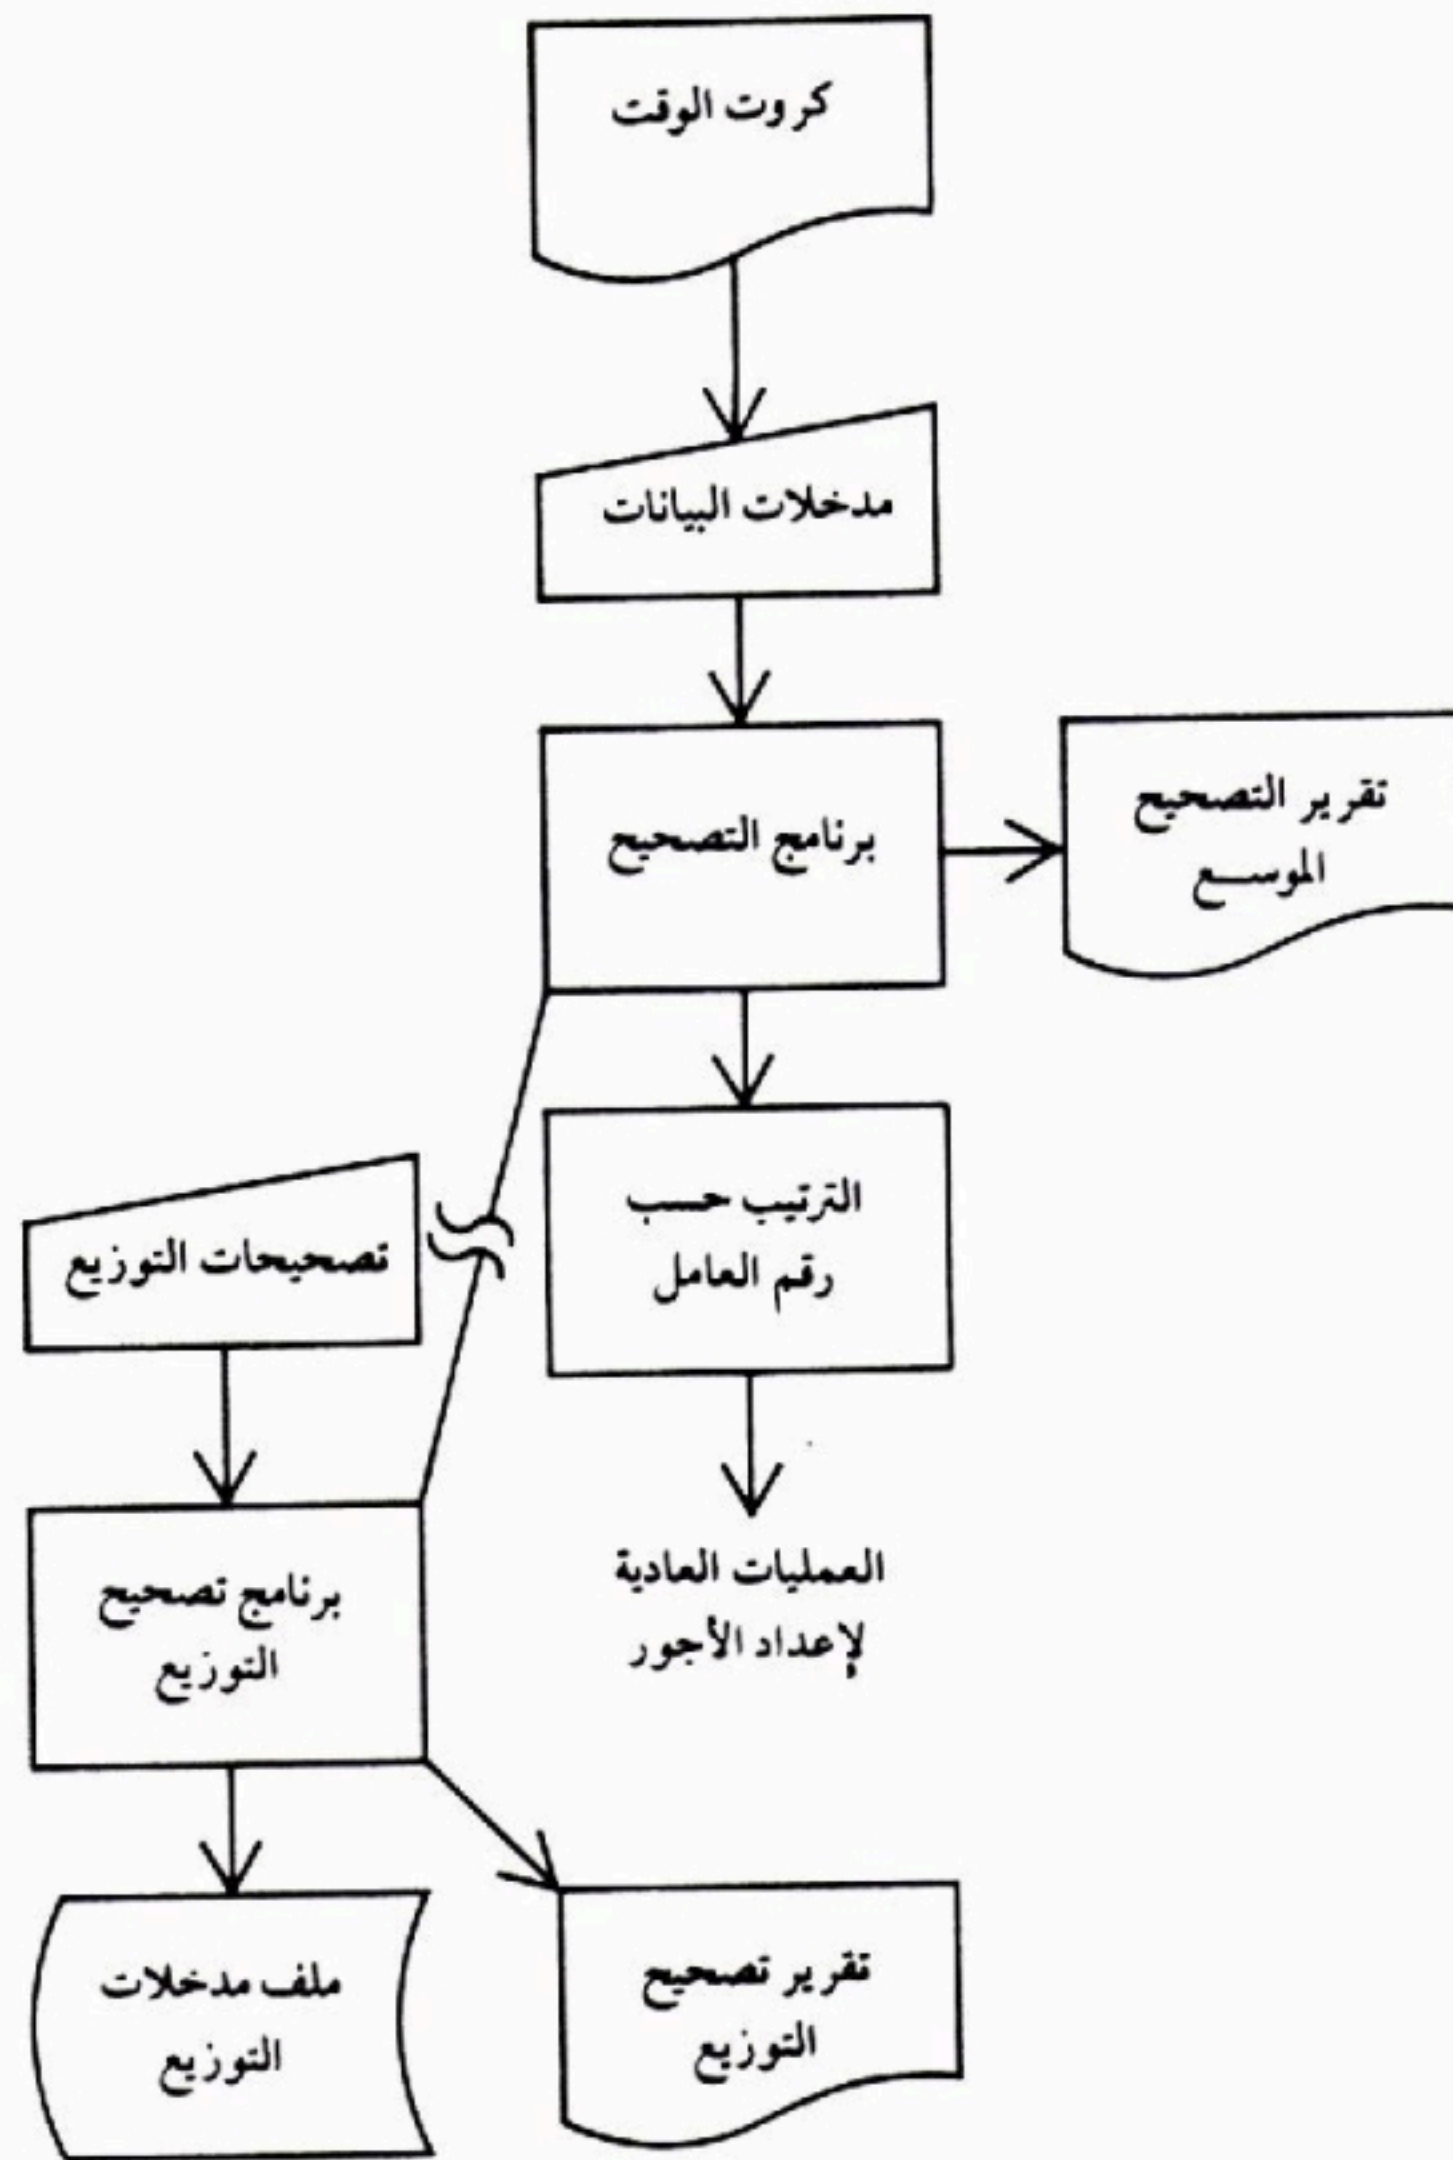 كروت الوقت
مدخلات البيانات
برنامج التصحيح
تقرير التصحيح
الموسع
الترتيب حسب
رقم العامل
تصحيحات التوزيع
العمليات العادية
لإعداد الأجور
برنامج تصحيح
التوزيع
ملف مدخلات
التوزيع
تقرير تصحيح
التوزيع